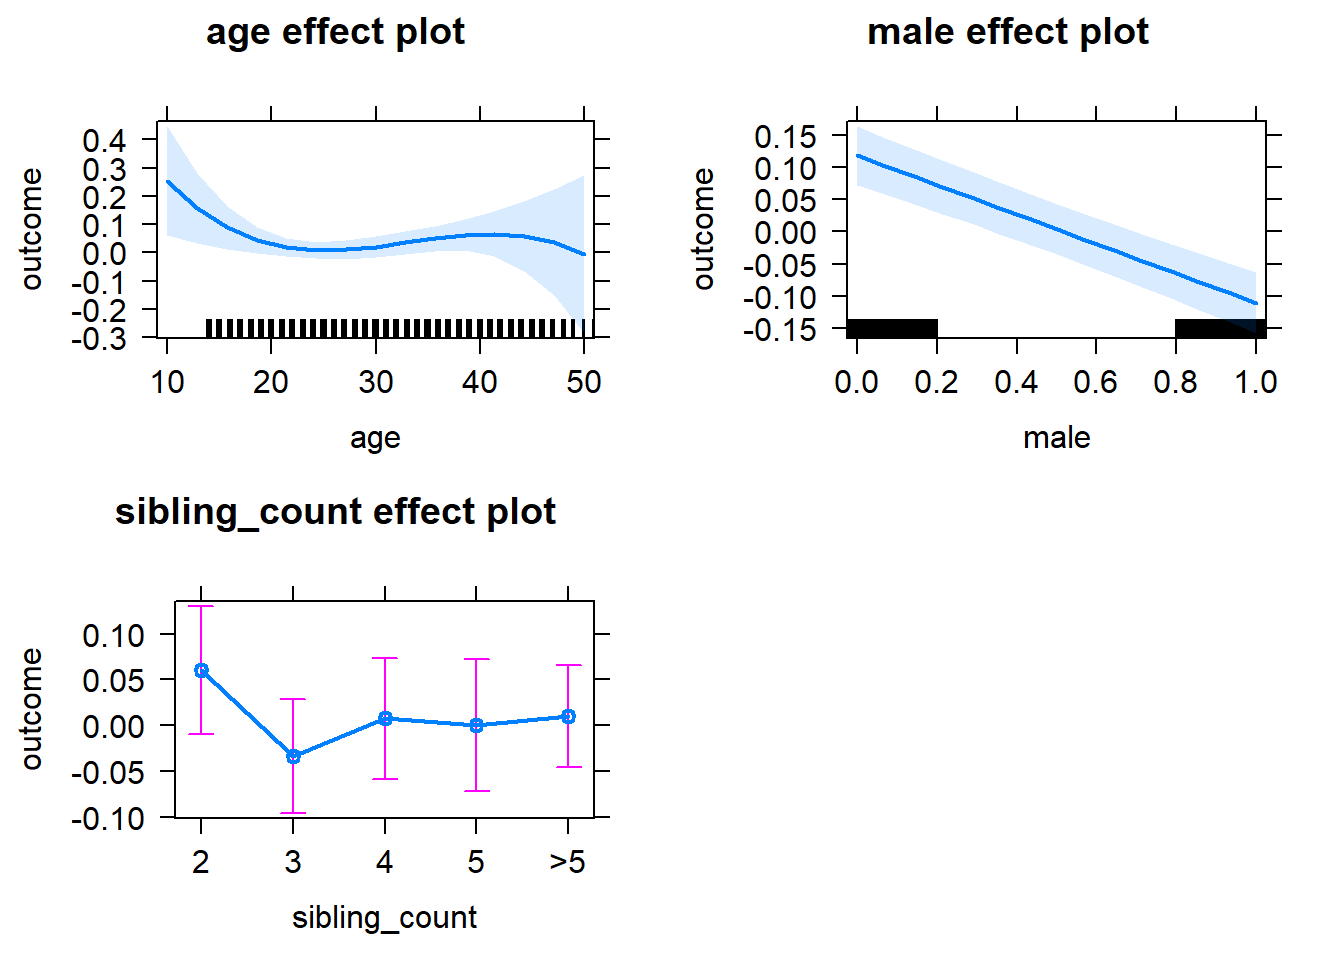 age effect plot
outcome
0.4
0.3
0.2
0.1
0.0
-0.1
-0.2
-0.3
10 20 30 40 50
age
male effect plot
outcome
0.15
0.10
0.05
0.00
-0.05
-0.10
-0.15
0.0 0.2 0.4 0.6 0.8 1.0
male
sibling_count effect plot
outcome
0.10
0.05
0.00
-0.05
-0.10
2 3 4 5 >5
sibling_count